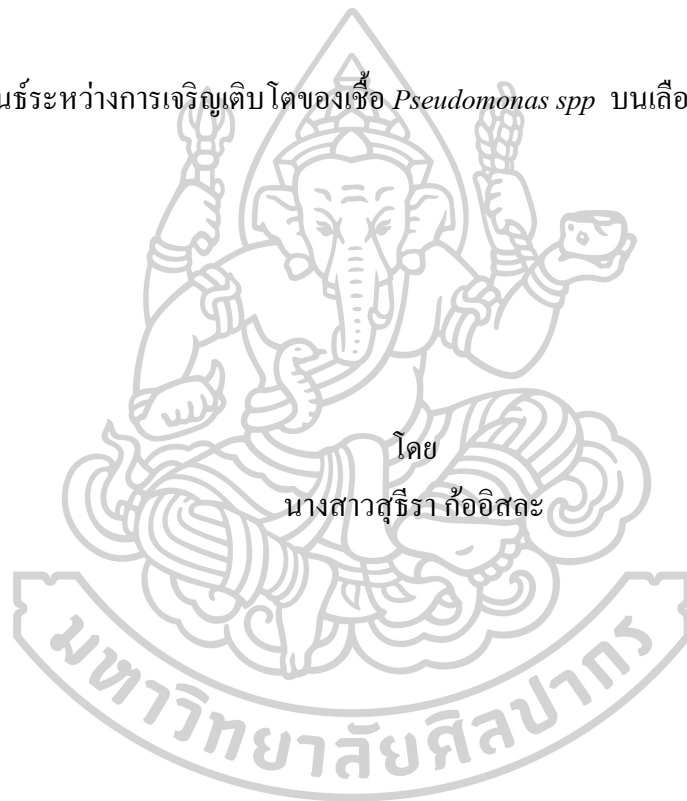 นธ์ระหว่างการเจริญเติบโตของเชื้อ Pseudomonas spp บนเลือ
โดย
นางสาวสุธีรา ก้ออิสละ
มหาวิทยาลัยศิลปากร